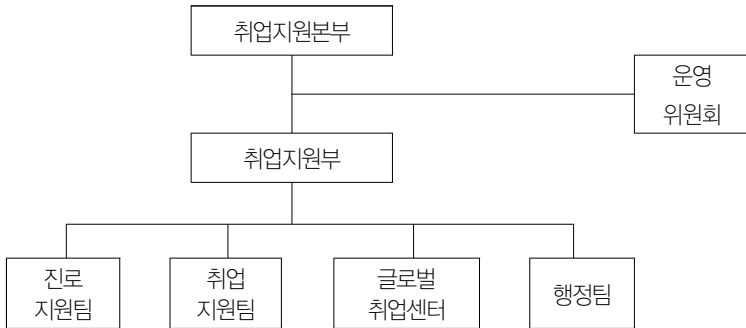 취업지원본부
운영
위원회
취업지원부
진로
지원팀
취업
지원팀
글로벌
취업센터
행정팀